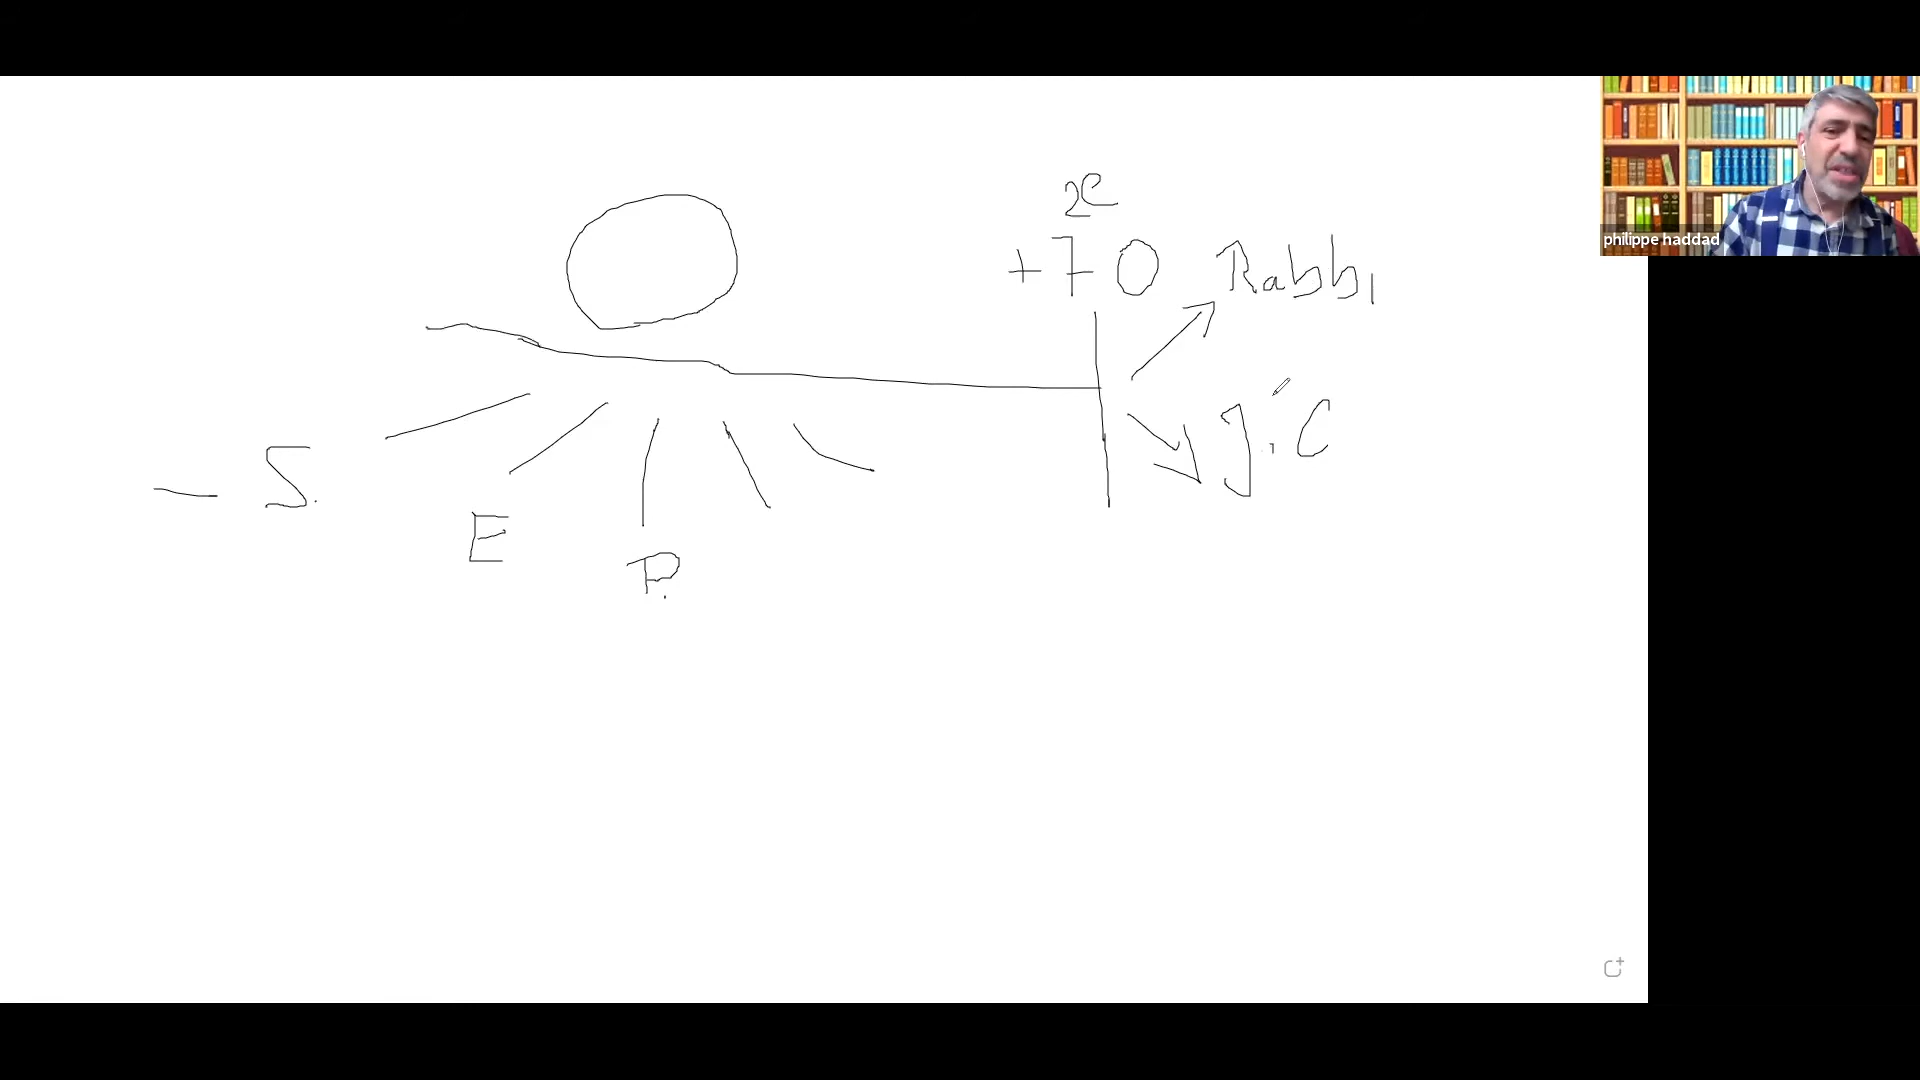 philippe haddad
2e
+70 Rabbi
J.C
– S.
E
P.